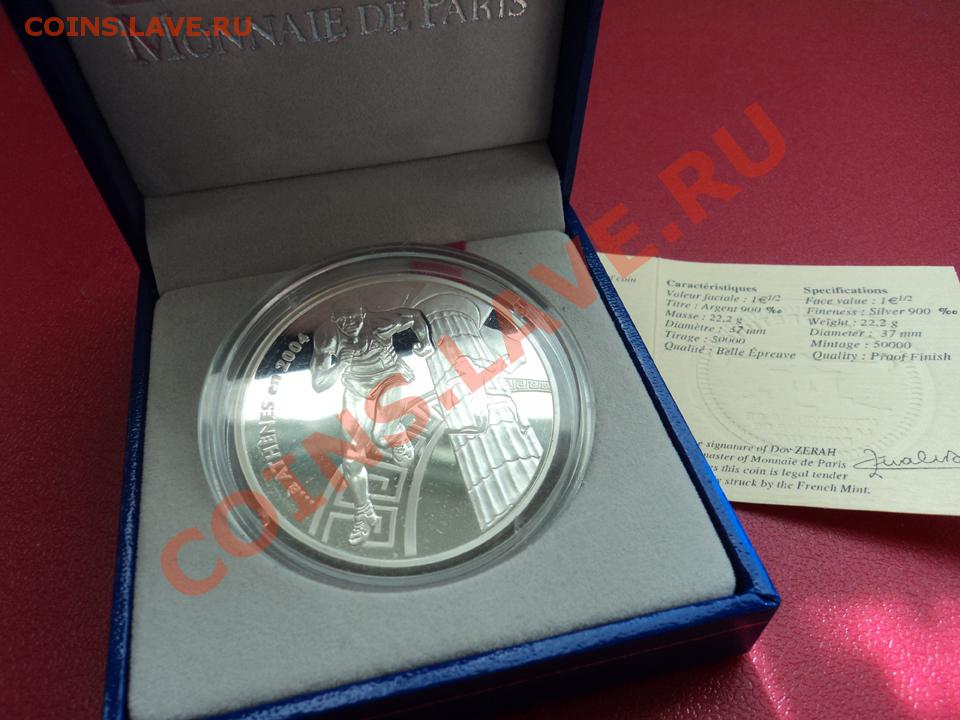 COINS.LAVE.RU
MONNAIE DE PARIS
COINS.LAVE.RU
...à ATHÈNES en 2004
coin
Caractéristiques
Valeur faciale : 1€1/2
Titre : Argent 900 ‰
Masse : 22,2 g
Diamètre : 37 mm
Tirage : 50000
Qualité : Belle Épreuve
Specifications
Face value : 1€1/2
Fineness : Silver 900 ‰
Weight : 22,2 g
Diameter : 37 mm
Mintage : 50000
Quality : Proof Finish
signature of Dov ZERAH
master of Monnaie de Paris
this coin is legal tender
struck by the French Mint.